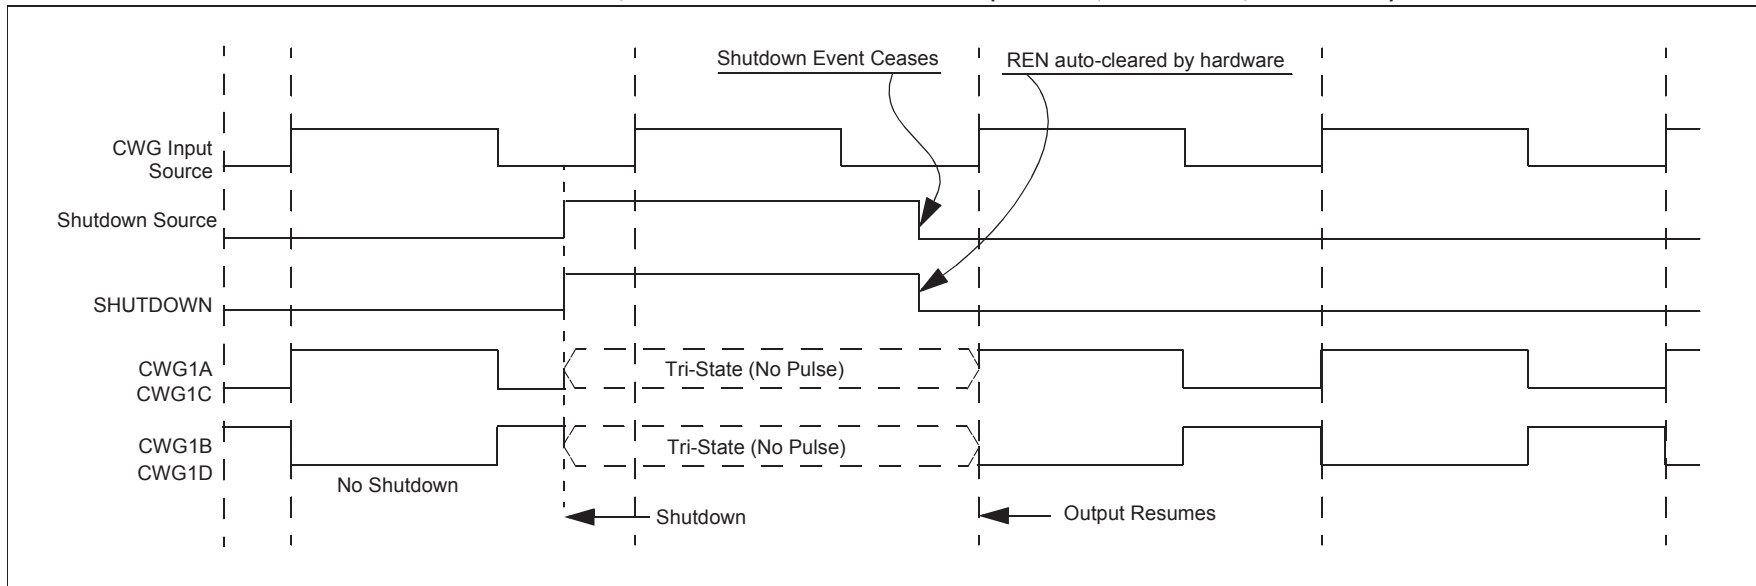 Shutdown Event Ceases
REN auto-cleared by hardware
CWG Input
Source
Shutdown Source
SHUTDOWN
CWG1A
CWG1C
Tri-State (No Pulse)
CWG1B
CWG1D
Tri-State (No Pulse)
No Shutdown
Shutdown
Output Resumes